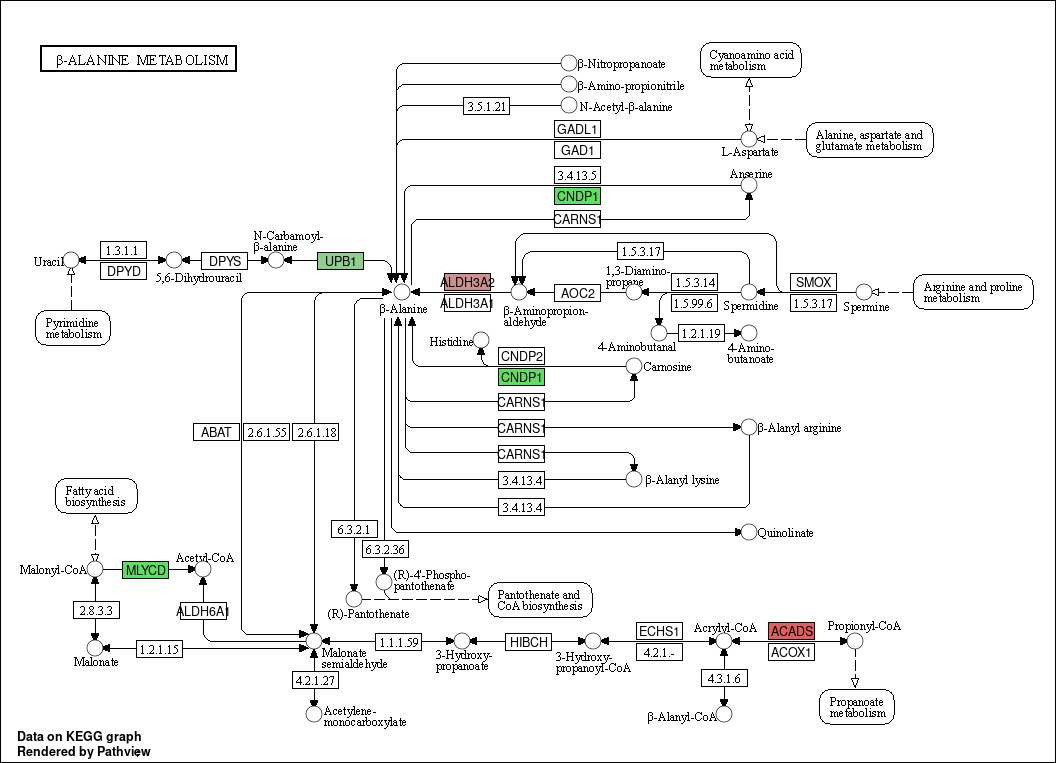 β-ALANINE METABOLISM
β-Nitropropanoate
β-Amino-propionitrile
3.5.1.21
N-Acetyl-β-alanine
Cyanoamino acid
metabolism
GADL1
GAD1
L-Aspartate
Alanine, aspartate and
glutamate metabolism
3.4.13.5
CNDP1
CARNS1
Anserine
Uracil
1.3.1.1
DPYD
5,6-Dihydrouracil
DPYS
N-Carbamoyl-
β-alanine
UPB1
Pyrimidine
metabolism
β-Alanine
ALDH3A2
ALDH3A1
β-Aminopropion-
aldehyde
AOC2
1.5.3.17
1,3-Diamino-
propane
1.5.3.14
1.5.99.6
Spermidine
SMOX
1.5.3.17
Spermine
Arginine and proline
metabolism
4-Aminobutanal
1.2.1.19
4-Amino-
butanoate
Histidine
CNDP2
CNDP1
Carnosine
CARNS1
CARNS1
β-Alanyl arginine
CARNS1
3.4.13.4
β-Alanyl lysine
3.4.13.4
Quinolinate
ABAT
2.6.1.55
2.6.1.18
6.3.2.1
6.3.2.36
(R)-4'-Phospho-
pantothenate
(R)-Pantothenate
Pantothenate and
CoA biosynthesis
Fatty acid
biosynthesis
Malonyl-CoA
MLYCD
Acetyl-CoA
2.8.3.3
ALDH6A1
Malonate
1.2.1.15
Malonate
semialdehyde
1.1.1.59
3-Hydroxy-
propanoate
HIBCH
3-Hydroxy-
propanoyl-CoA
ECHS1
4.2.1.-
Acrylyl-CoA
ACADS
ACOX1
Propionyl-CoA
4.2.1.27
Acetylene-
monocarboxylate
4.3.1.6
β-Alanyl-CoA
Propanoate
metabolism
Data on KEGG graph
Rendered by Pathview